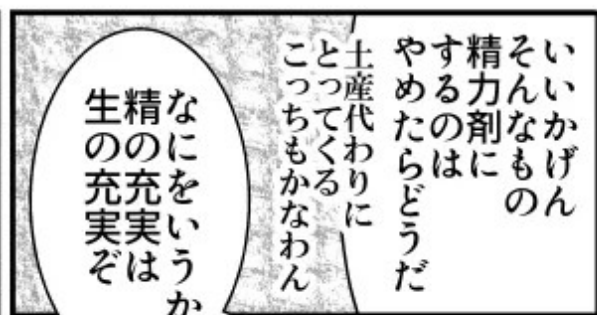 いいかげん
そんなもの
精力剤に
するのは
やめたらどうだ
土産代わりに
とってくる
こっちもかなわん
なにをいうか
精の充実は
生の充実ぞ